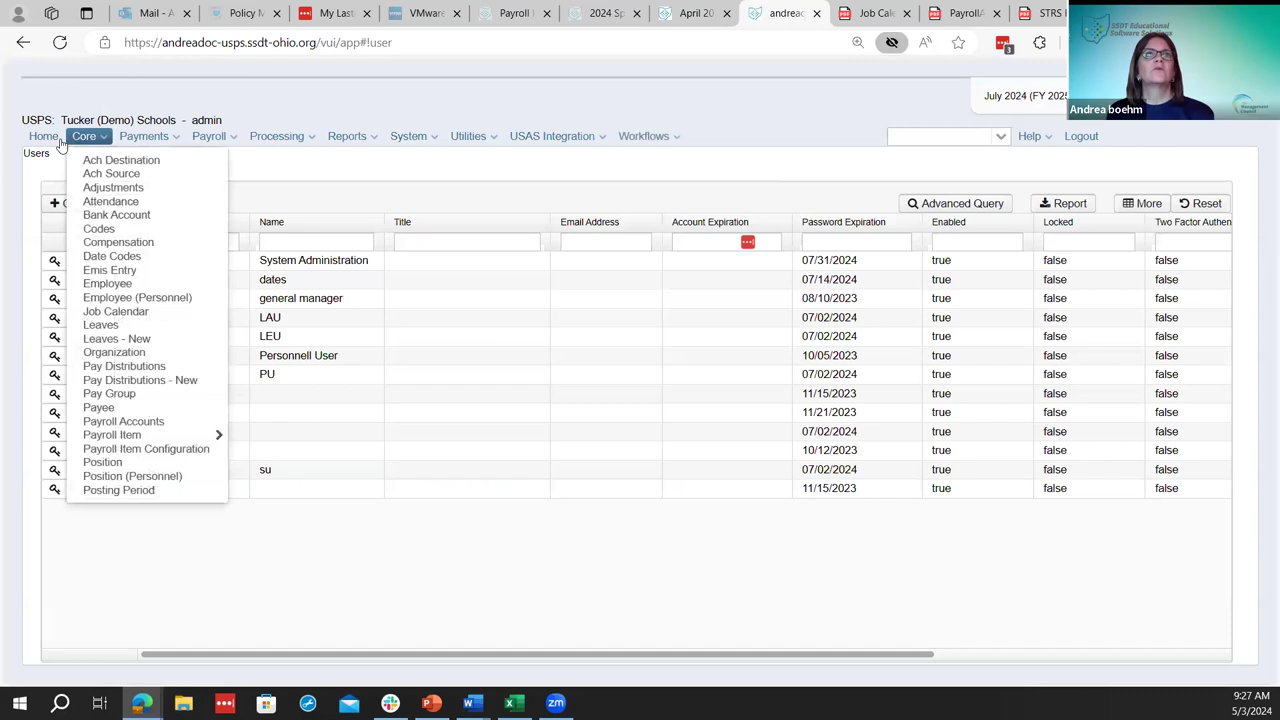 Mail - A
Policy M
My Last
VMware
Payroll
2024 Sp
April 20
andrea
Job Cal
Payroll
STRS
https://andreadoc-usps.ssdt-ohio.org/vui/app#!user
3
SSDT Educational
Software Solutions
Management
Council
Andrea boehm
July 2024 (FY 2025
USPS: Tucker (Demo) Schools - admin
Home Core Payments Payroll Processing Reports System Utilities USAS Integration Workflows Help Logout
Users
Ach Destination
Ach Source
Adjustments
Attendance
Bank Account
Codes
Compensation
Date Codes
Emis Entry
Employee
Employee (Personnel)
Job Calendar
Leaves
Leaves - New
Organization
Pay Distributions
Pay Distributions - New
Pay Group
Payee
Payroll Accounts
Payroll Item
Payroll Item Configuration
Position
Position (Personnel)
Posting Period
Advanced Query Report More Reset
Name Title Email Address Account Expiration Password Expiration Enabled Locked Two Factor Authen
System Administration 07/31/2024 true false false
dates 07/14/2024 true false false
general manager 08/10/2023 true false false
LAU 07/02/2024 true false false
LEU 07/02/2024 true false false
Personnell User 10/05/2023 true false false
PU 07/02/2024 true false false
11/15/2023 true false false
11/21/2023 true false false
07/02/2024 true false false
10/12/2023 true false false
su 07/02/2024 true false false
11/15/2023 true false false
9:27 AM
5/3/2024